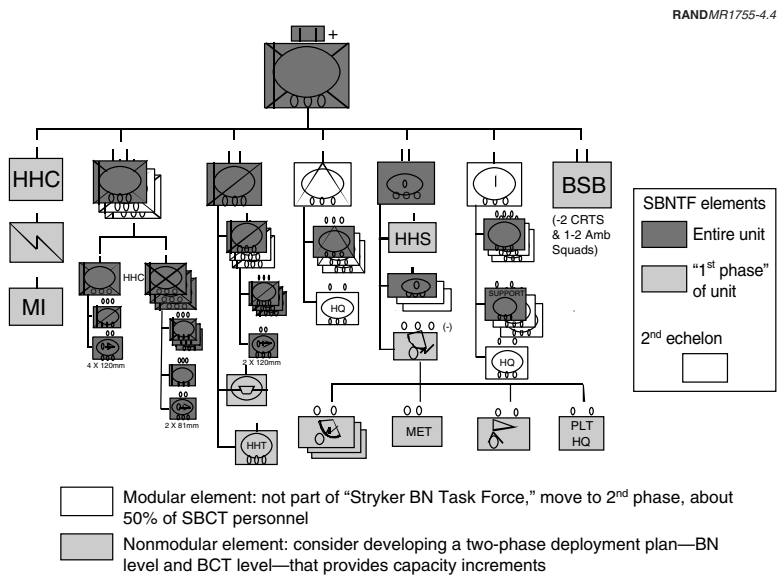 RANDMR1755-4.4
+
HHC
BSB
(-2 CRTS
& 1-2 Amb
Squads)
SBNTF elements
Entire unit
“1st phase”
of unit
2nd echelon
HHS
HHC
MI
HQ
SUPPORT
(-)
HQ
4 X 120mm
2 X 120mm
2 X 81mm
MET
PLT
HQ
HHT
Modular element: not part of “Stryker BN Task Force,” move to 2nd phase, about
50% of SBCT personnel
Nonmodular element: consider developing a two-phase deployment plan—BN
level and BCT level—that provides capacity increments